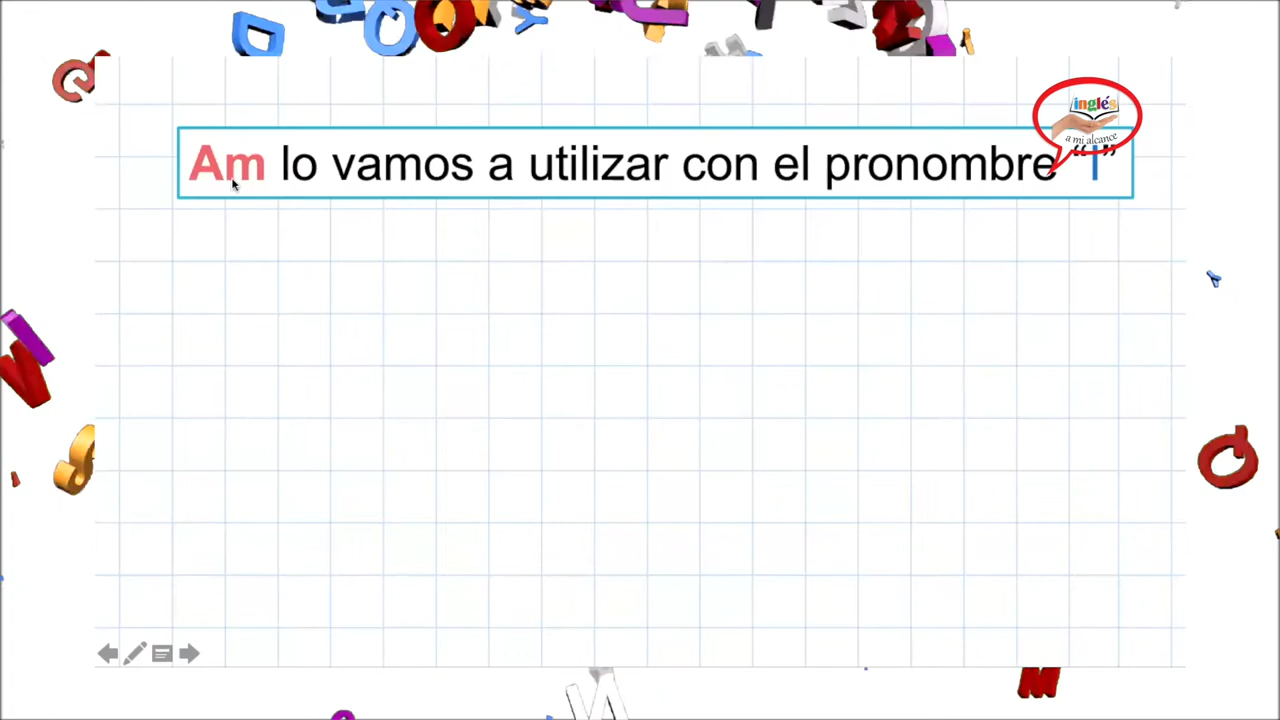 inglés
a mi alcance
Am lo vamos a utilizar con el pronombre “I”